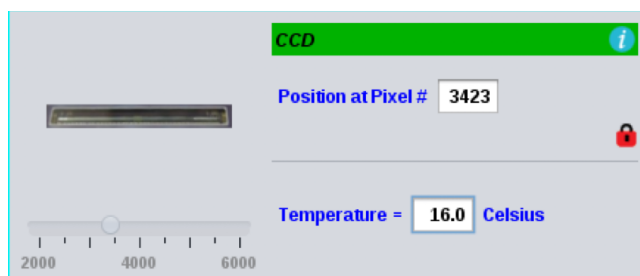 CCD i
Position at Pixel # 3423
Temperature = 16.0 Celsius
2000 4000 6000